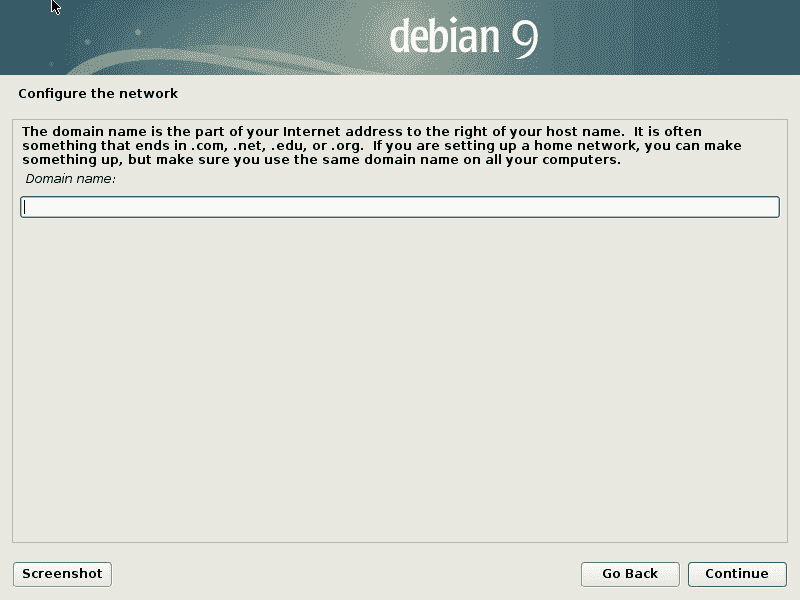 debian 9
Configure the network
The domain name is the part of your Internet address to the right of your host name.  It is often
something that ends in .com, .net, .edu, or .org.  If you are setting up a home network, you can make
something up, but make sure you use the same domain name on all your computers.
Domain name:
Screenshot
Go Back
Continue